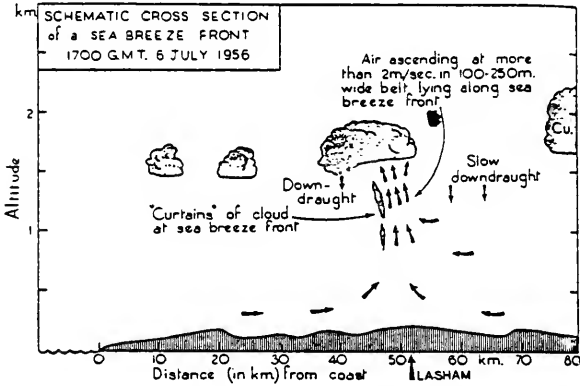 km.
SCHEMATIC CROSS SECTION
of a SEA BREEZE FRONT
1700 G.M.T. 6 JULY 1956
Air ascending at more
than 2m/sec. in 100-250m.
wide belt lying along sea
breeze front
2
Cu.
Down-
draught
Slow
downdraught
"Curtains" of cloud
at sea breeze front
1
Altitude
0
10
20
30
40
50
60
km.
80
Distance (in km) from coast
LASHAM